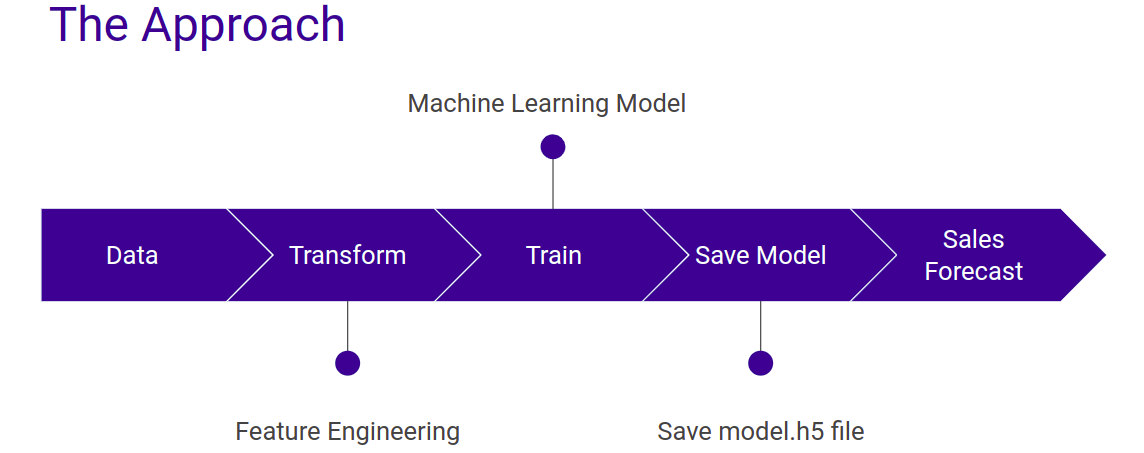 The Approach
Machine Learning Model
Data
Transform
Train
Save Model
Sales
Forecast
Feature Engineering
Save model.h5 file